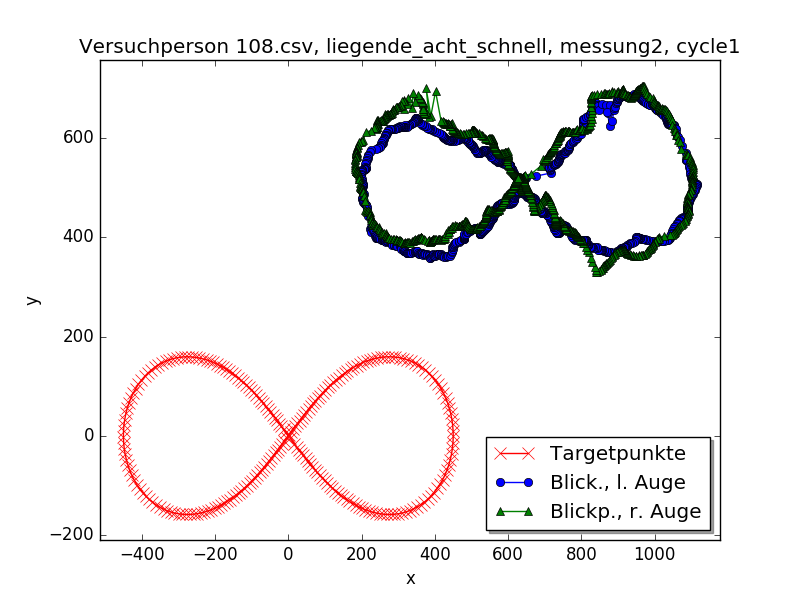 Versuchperson 108.csv, liegende_acht_schnell, messung2, cycle1
y
600
400
200
0
−200
−400
−200
0
200
400
600
800
1000
x
Targetpunkte
Blick., l. Auge
Blickp., r. Auge